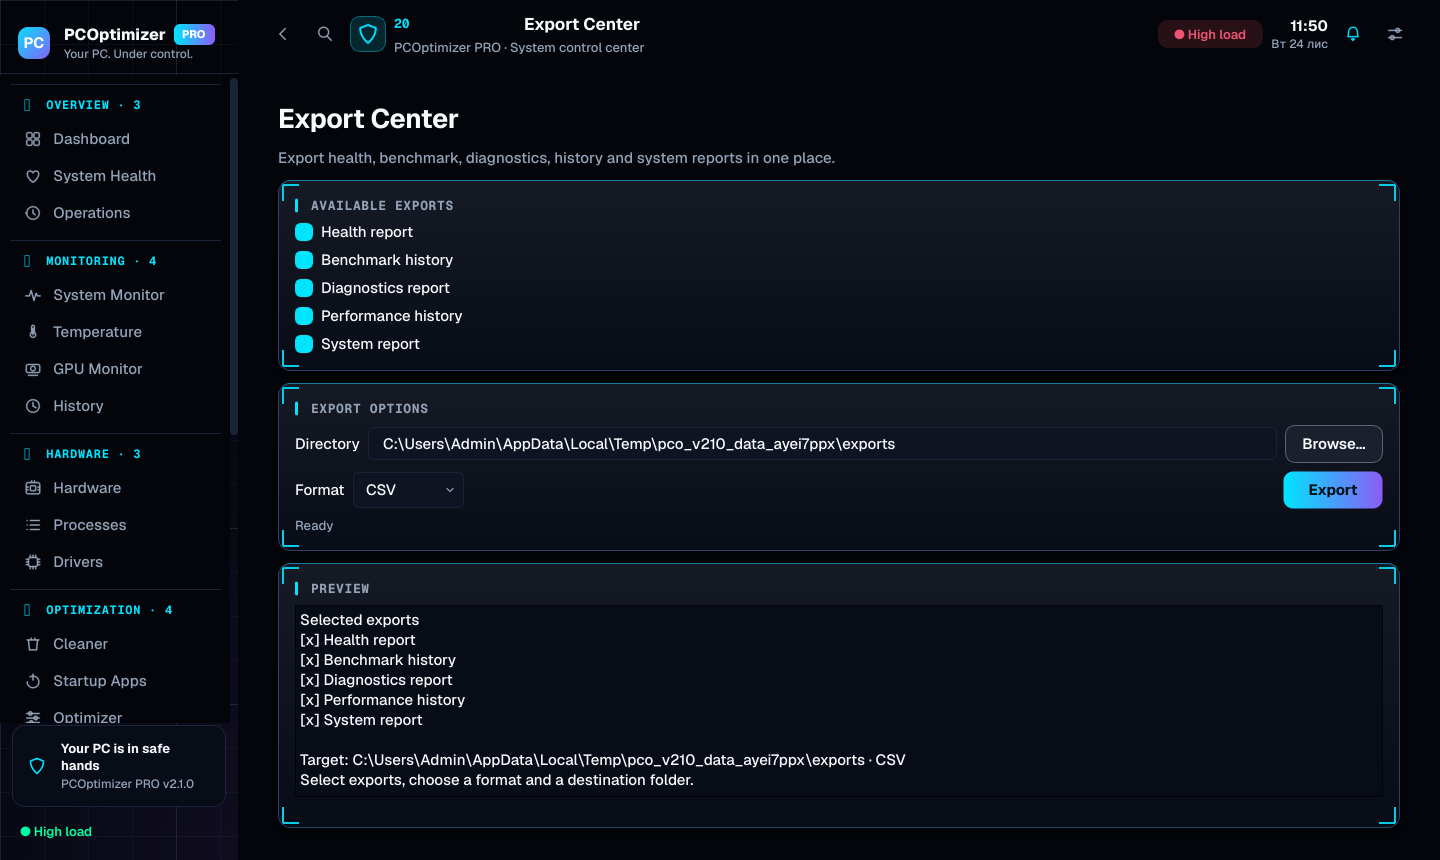 PC
PCOptimizer PRO
Your PC. Under control.
OVERVIEW · 3
Dashboard
System Health
Operations
MONITORING · 4
System Monitor
Temperature
GPU Monitor
History
HARDWARE · 3
Hardware
Processes
Drivers
OPTIMIZATION · 4
Cleaner
Startup Apps
Optimizer
Your PC is in safe
hands
PCOptimizer PRO v2.1.0
High load
20
Export Center
PCOptimizer PRO · System control center
High load
11:50
Вт 24 лис
Export Center
Export health, benchmark, diagnostics, history and system reports in one place.
AVAILABLE EXPORTS
Health report
Benchmark history
Diagnostics report
Performance history
System report
EXPORT OPTIONS
Directory C:\Users\Admin\AppData\Local\Temp\pco_v210_data_ayei7ppx\exports Browse...
Format CSV Export
Ready
PREVIEW
Selected exports
[x] Health report
[x] Benchmark history
[x] Diagnostics report
[x] Performance history
[x] System report
Target: C:\Users\Admin\AppData\Local\Temp\pco_v210_data_ayei7ppx\exports · CSV
Select exports, choose a format and a destination folder.